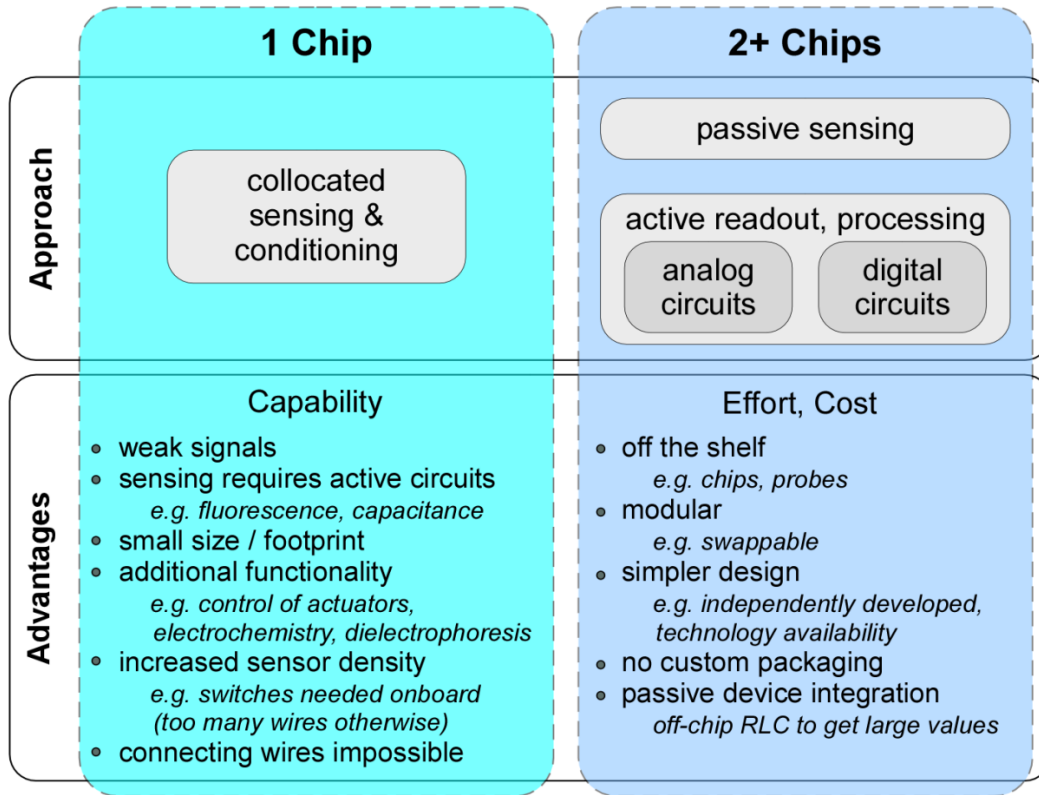 1 Chip
2+ Chips
Approach
collocated
sensing &
conditioning
passive sensing
active readout, processing
analog
circuits
digital
circuits
Advantages
Capability
• weak signals
• sensing requires active circuits
e.g. fluorescence, capacitance
• small size / footprint
• additional functionality
e.g. control of actuators,
electrochemistry, dielectrophoresis
• increased sensor density
e.g. switches needed onboard
(too many wires otherwise)
• connecting wires impossible
Effort, Cost
• off the shelf
e.g. chips, probes
• modular
e.g. swappable
• simpler design
e.g. independently developed,
technology availability
• no custom packaging
• passive device integration
off-chip RLC to get large values